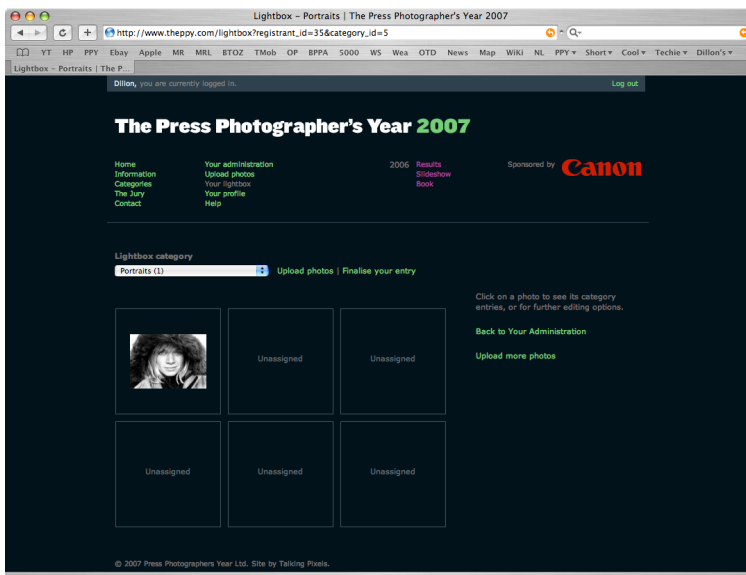 Lightbox – Portraits | The Press Photographer's Year 2007
http://www.theppy.com/lightbox?registrant_id=35&category_id=5
YT HP PPY Ebay Apple MR MRL BTOZ TMob OP BPPA 5000 WS Wea OTD News Map WiKi NL PPY Short Cool Techie Dillon's
Lightbox – Portraits | The P...
Dillon, you are currently logged in. Log out
The Press Photographer's Year 2007
Home Your administration 2006 Results Sponsored by Canon
Information Upload photos Slideshow
Categories Your lightbox Book
The Jury Your profile
Contact Help
Lightbox category
Portraits (1) Upload photos | Finalise your entry
Click on a photo to see its category
entries, or for further editing options.
Back to Your Administration
Upload more photos
Unassigned Unassigned
Unassigned Unassigned Unassigned
© 2007 Press Photographers Year Ltd. Site by Talking Pixels.